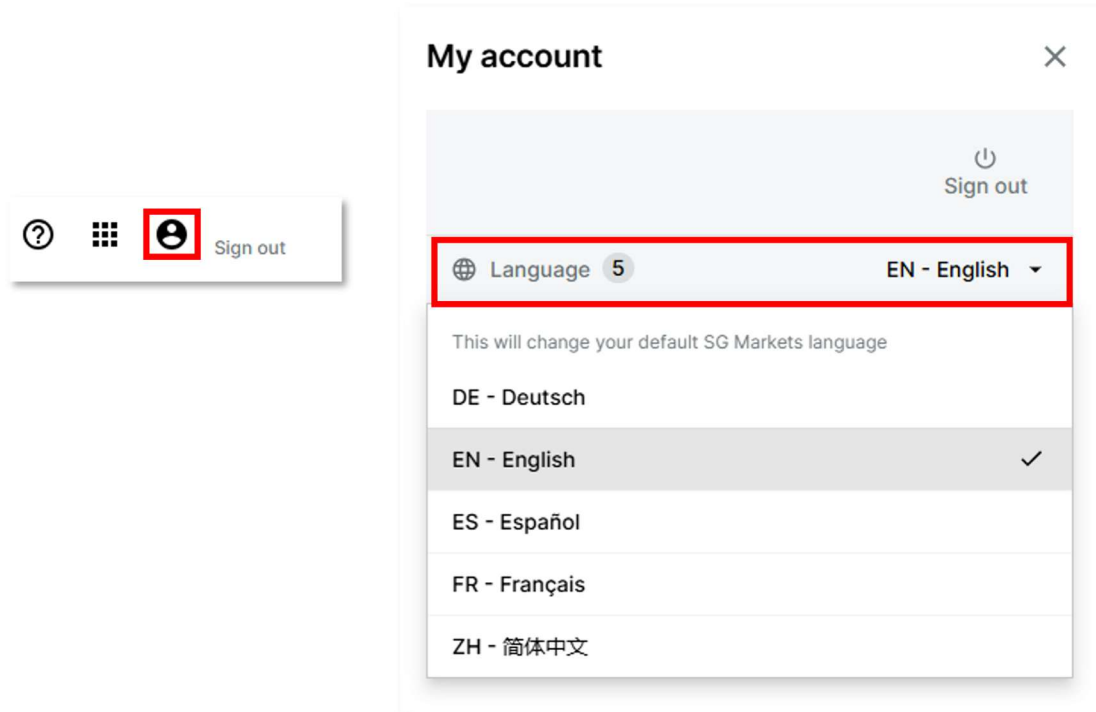 Sign out
My account
Sign out
Language 5 EN - English
This will change your default SG Markets language
DE - Deutsch
EN - English
ES - Español
FR - Français
ZH - 简体中文